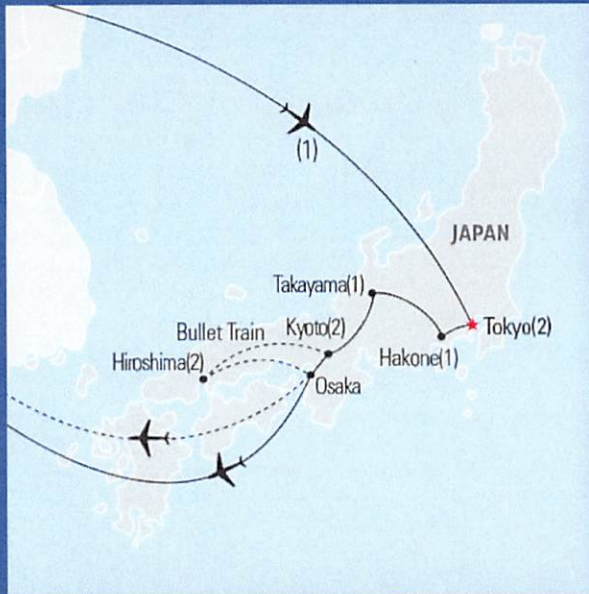 (1)
JAPAN
Takayama(1)
Bullet Train
Kyoto(2)
Tokyo(2)
Hiroshima(2)
Hakone(1)
Osaka